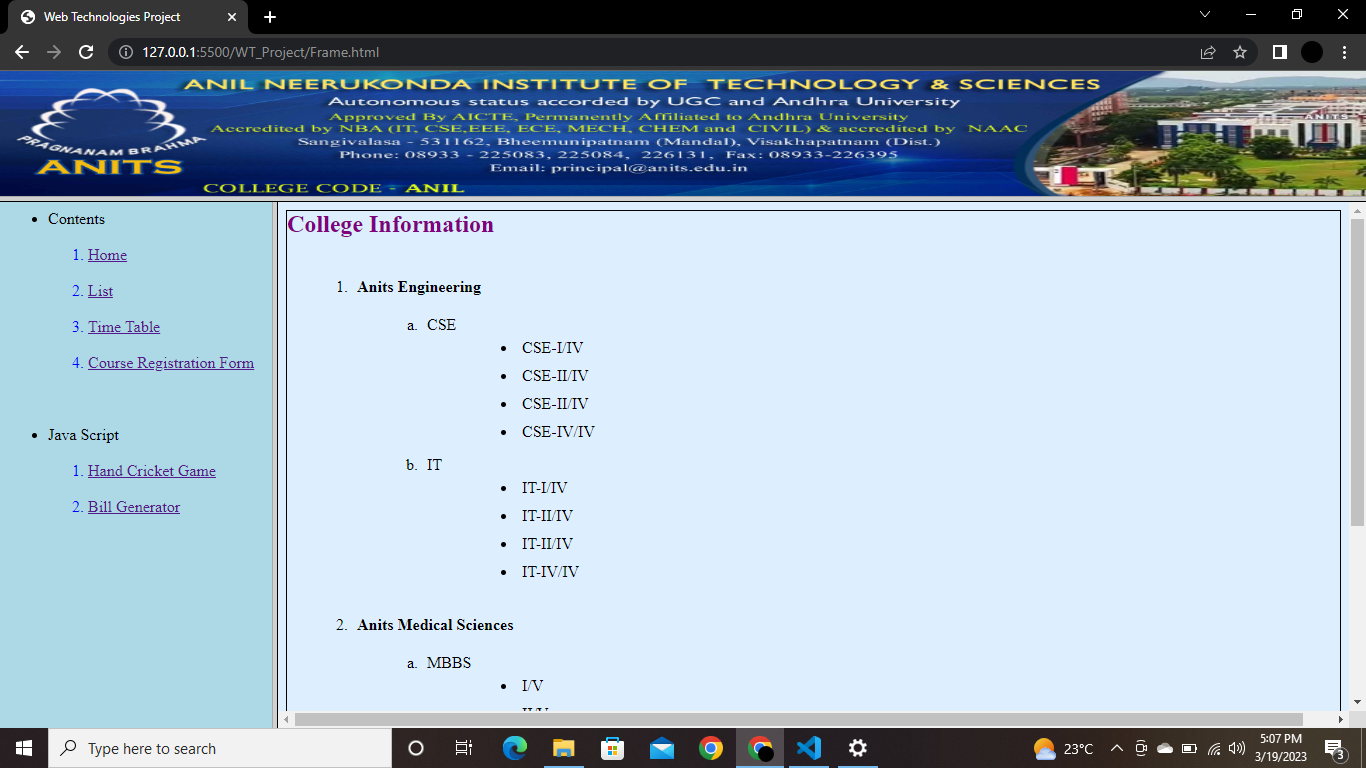 Web Technologies Project
127.0.0.1:5500/WT_Project/Frame.html
ANIL NEERUKONDA INSTITUTE OF TECHNOLOGY & SCIENCES
Autonomous status accorded by UGC and Andhra University
Approved By AICTE, Permanently Affiliated to Andhra University
Accredited by NBA (IT, CSE,EEE, ECE, MECH, CHEM and CIVIL) & accredited by NAAC
Sangivalasa - 531162, Bheemunipatnam (Mandal), Visakhapatnam (Dist.)
Phone: 08933 - 225083, 225084, 226131, Fax: 08933-226395
Email: principal@anits.edu.in
COLLEGE CODE - ANIL
PRAGNANAM BRAHMA
ANITS
ANITS
• Contents
1. Home
2. List
3. Time Table
4. Course Registration Form
• Java Script
1. Hand Cricket Game
2. Bill Generator
College Information
1. Anits Engineering
a. CSE
• CSE-I/IV
• CSE-II/IV
• CSE-II/IV
• CSE-IV/IV
b. IT
• IT-I/IV
• IT-II/IV
• IT-II/IV
• IT-IV/IV
2. Anits Medical Sciences
a. MBBS
• I/V
II/V
Type here to search
23°C
5:07 PM
3/19/2023
3